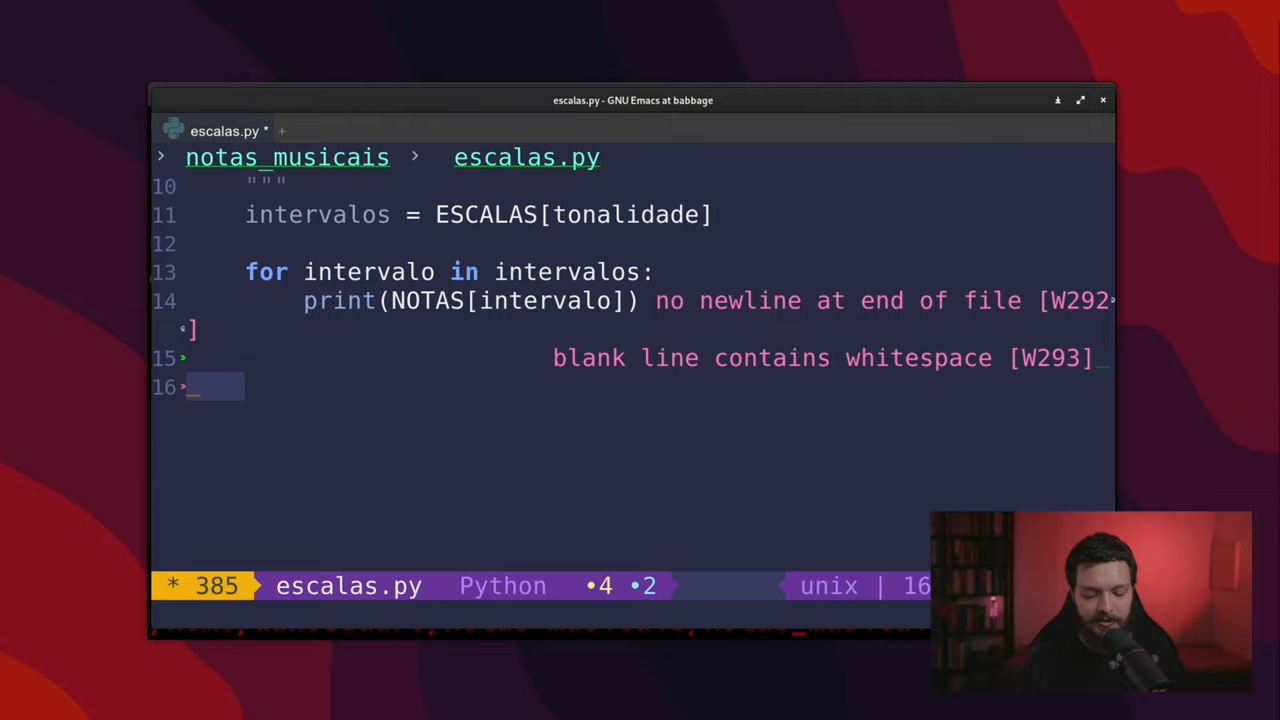 escalas.py - GNU Emacs at babbage
escalas.py * +
> notas_musicais > escalas.py
10 """
11 intervalos = ESCALAS[tonalidade]
12
13 for intervalo in intervalos:
14 print(NOTAS[intervalo]) no newline at end of file [W292
]
15 blank line contains whitespace [W293]
16
* 385 escalas.py Python •4 •2 unix | 16